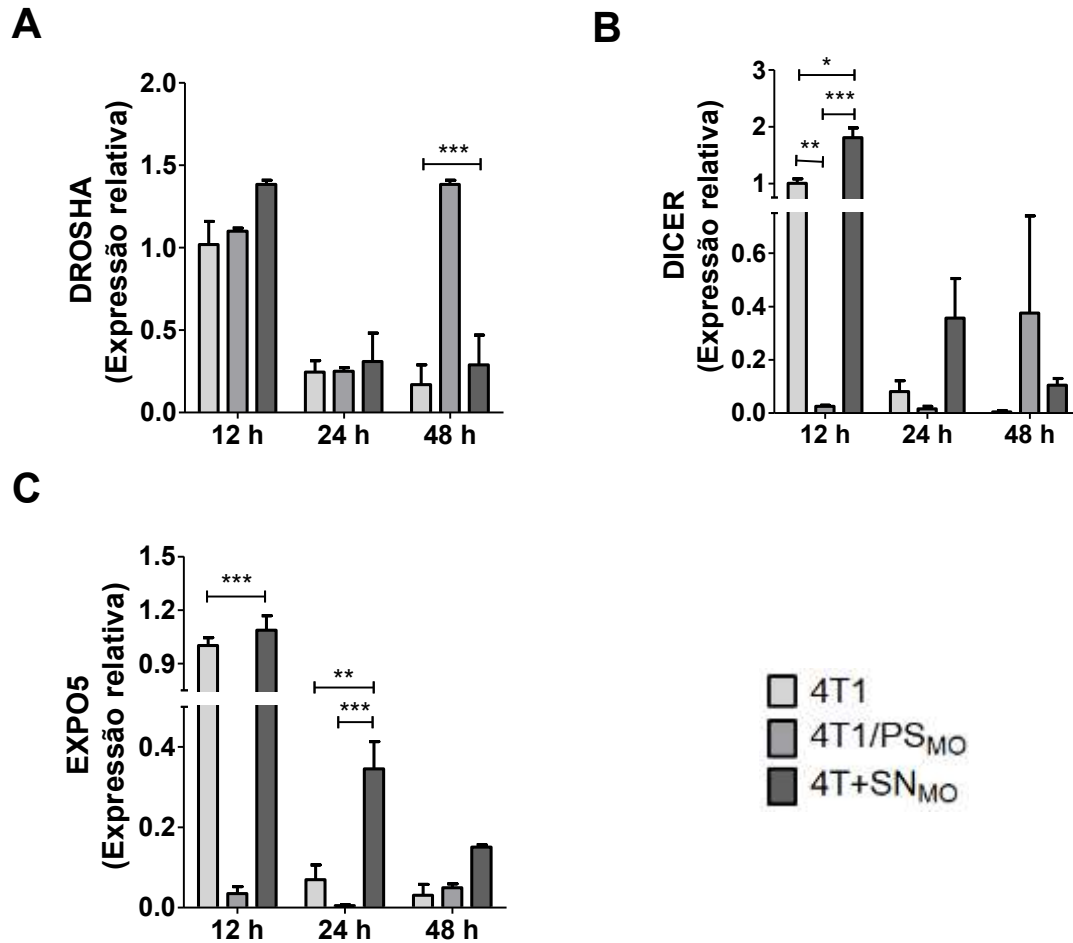 A
DROSHA
(Expressão relativa)
2.0
1.5
1.0
0.5
0.0
***
12 h 24 h 48 h
B
DICER
(Expressão relativa)
3
2
1
0.6
0.4
0.2
0.0
*
***
**
12 h 24 h 48 h
C
EXPO5
(Expressão relativa)
1.5
1.2
0.9
0.4
0.2
0.0
***
**
***
12 h 24 h 48 h
4T1
4T1/PSMO
4T+SNMO